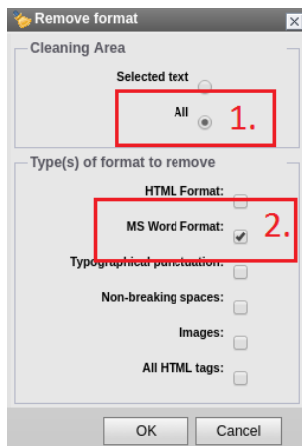 Remove format
Cleaning Area
Selected text
All
1.
Type(s) of format to remove
HTML Format:
MS Word Format:
2.
Typographical punctuation:
Non-breaking spaces:
Images:
All HTML tags:
OK Cancel